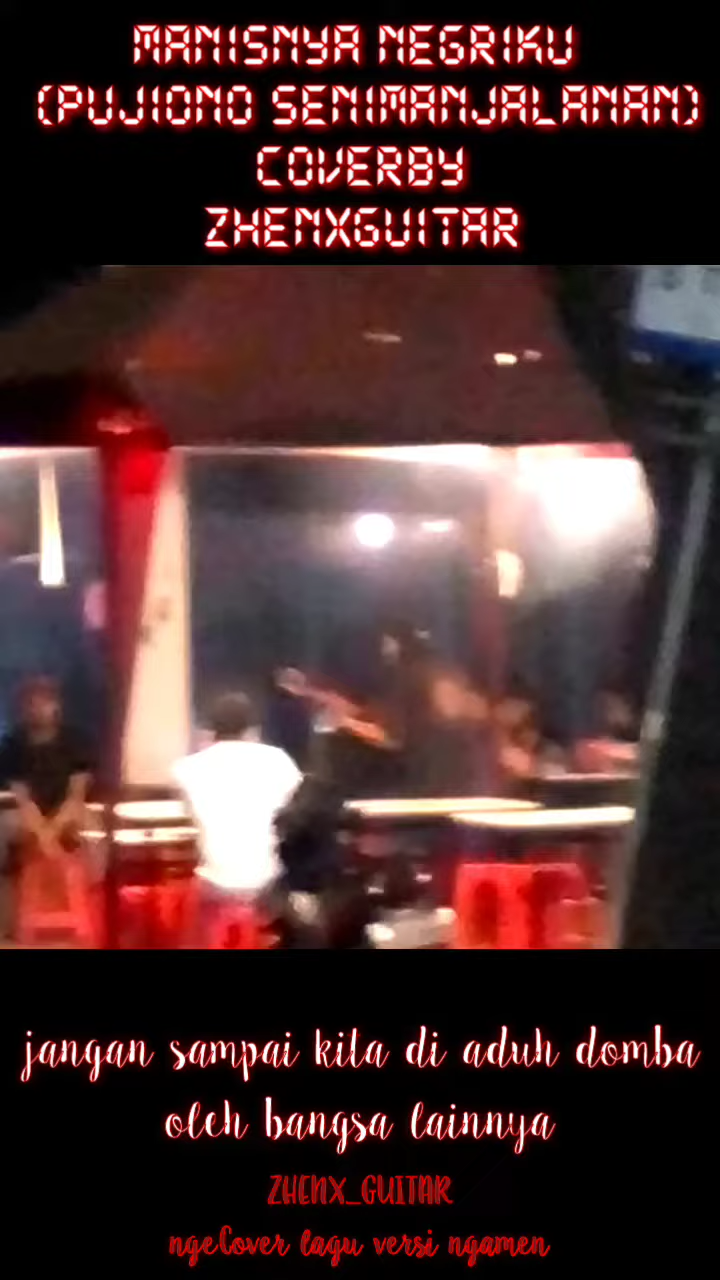 MANISNYA NEGRIKU
(PUJIONO SENIMANJALANAN)
COVERBY
ZHENXGUITAR
jangan sampai kita di aduh domba
oleh bangsa lainnya
ZHENX_GUITAR
ngeCover lagu versi ngamen